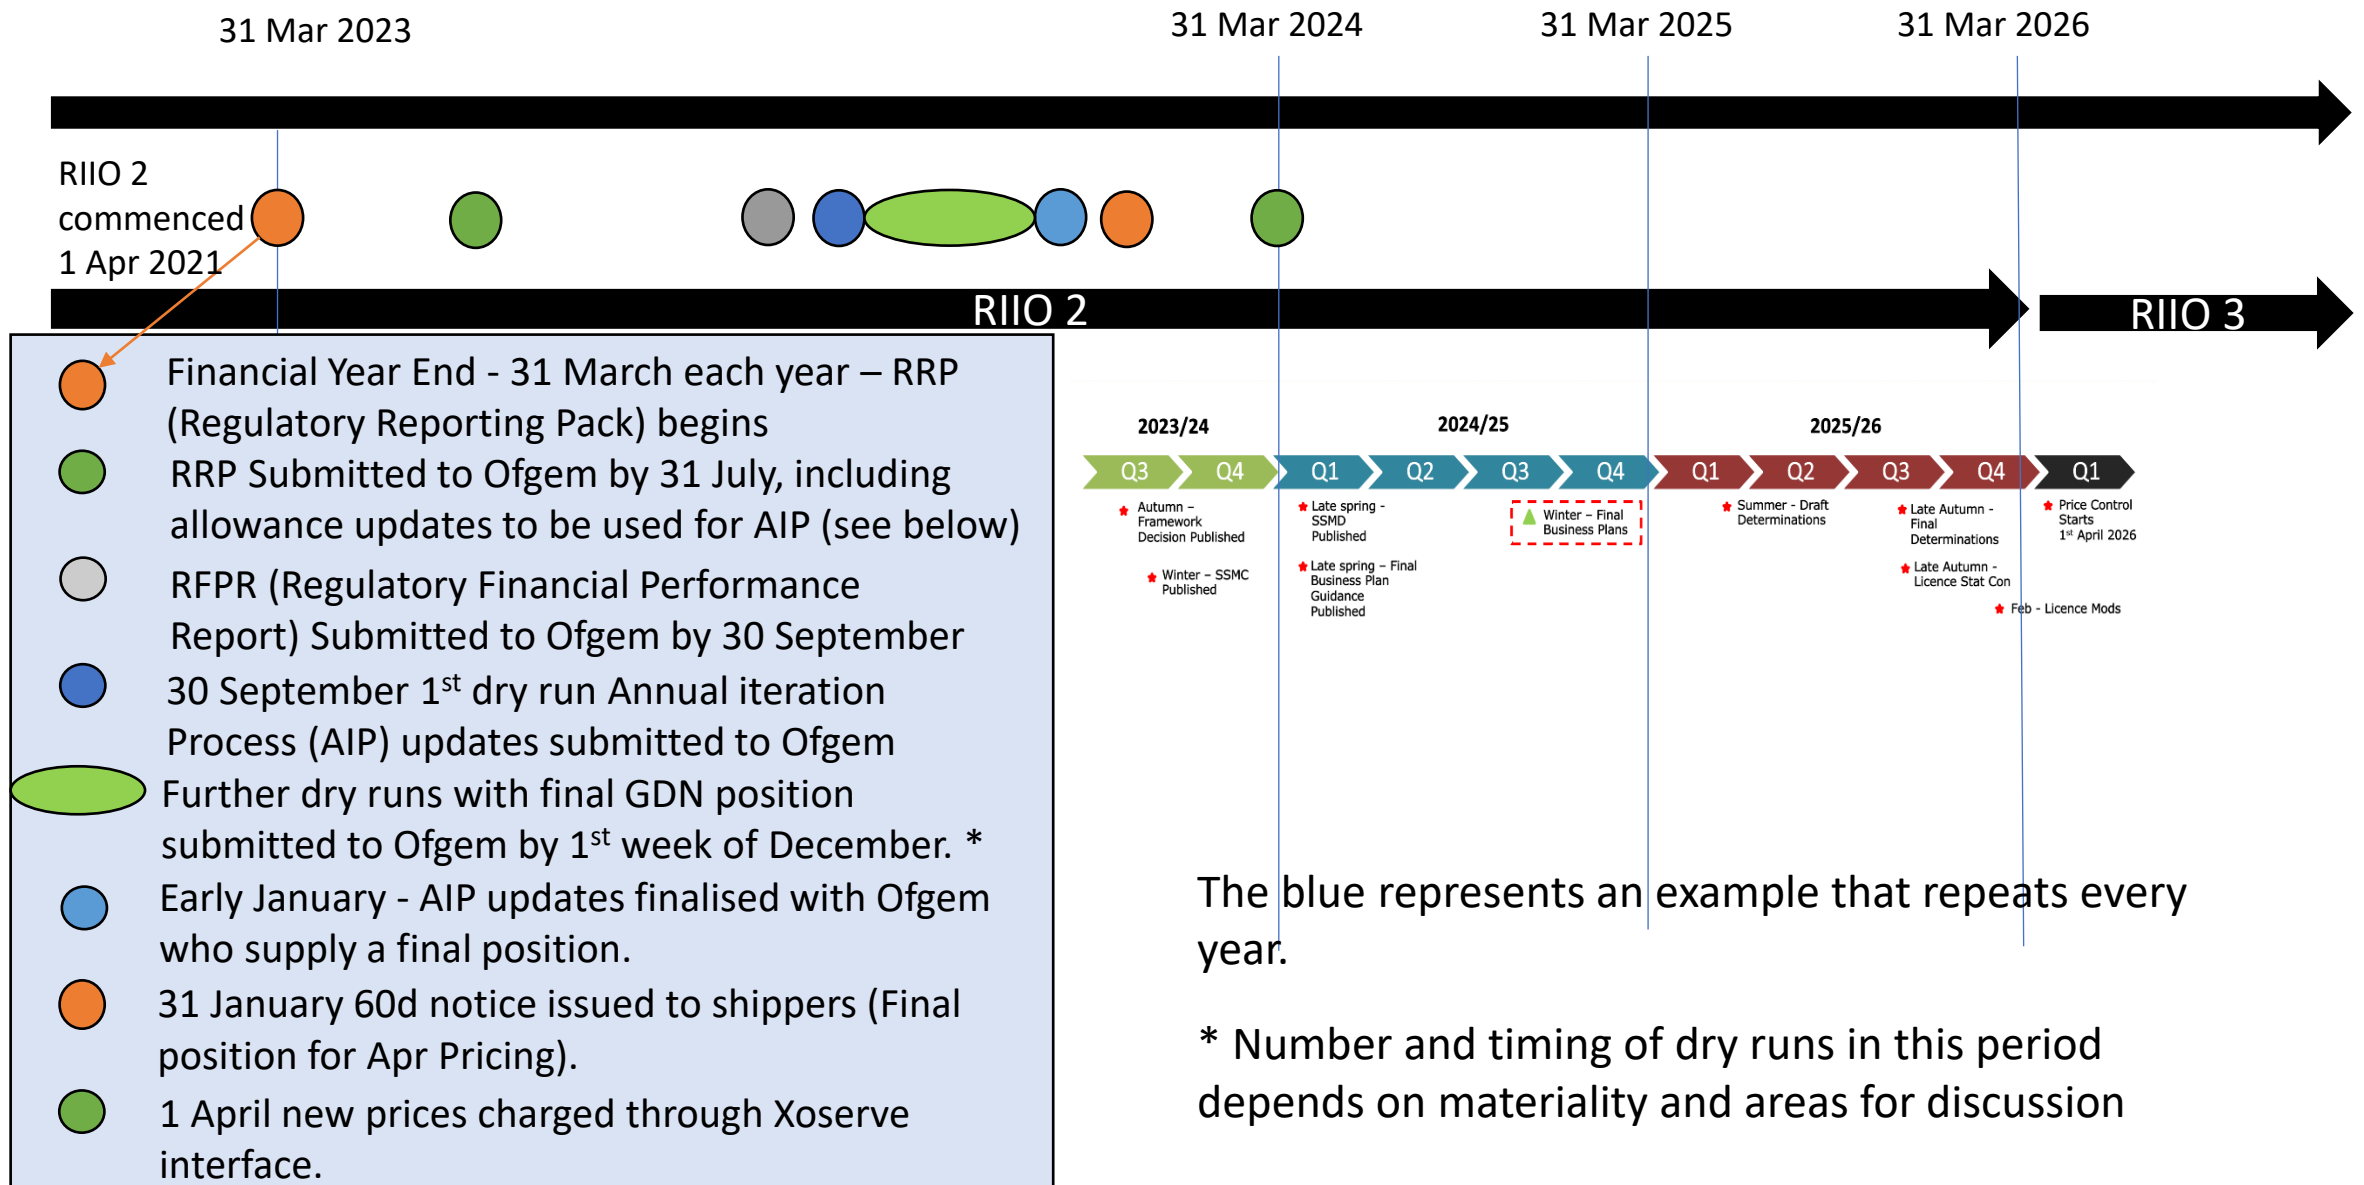 31 Mar 2023
31 Mar 2024
31 Mar 2025
31 Mar 2026
RIIO 2
commenced
1 Apr 2021
RIIO 2
RIIO 3
Financial Year End - 31 March each year – RRP
(Regulatory Reporting Pack) begins
RRP Submitted to Ofgem by 31 July, including
allowance updates to be used for AIP (see below)
RFPR (Regulatory Financial Performance
Report) Submitted to Ofgem by 30 September
30 September 1st dry run Annual iteration
Process (AIP) updates submitted to Ofgem
Further dry runs with final GDN position
submitted to Ofgem by 1st week of December. *
Early January - AIP updates finalised with Ofgem
who supply a final position.
31 January 60d notice issued to shippers (Final
position for Apr Pricing).
1 April new prices charged through Xoserve
interface.
2023/24
2024/25
2025/26
Q3
Q4
Q1
Q2
Q3
Q4
Q1
Q2
Q3
Q4
Q1
Autumn –
Framework
Decision Published
Winter – SSMC
Published
Late spring -
SSMD
Published
Late spring – Final
Business Plan
Guidance
Published
Winter – Final
Business Plans
Summer - Draft
Determinations
Late Autumn -
Final
Determinations
Late Autumn -
Licence Stat Con
Feb - Licence Mods
Price Control
Starts
1st April 2026
The blue represents an example that repeats every
year.
* Number and timing of dry runs in this period
depends on materiality and areas for discussion